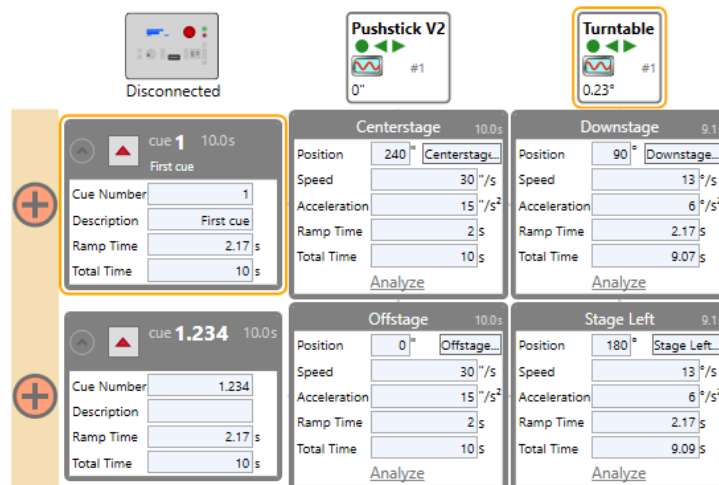 Disconnected
Pushstick V2
#1
0"
Turntable
#1
0.23°
cue 1 10.0s
First cue
Cue Number 1
Description First cue
Ramp Time 2.17 s
Total Time 10 s
Centerstage 10.0s
Position 240 " Centerstage...
Speed 30 "/s
Acceleration 15 "/s²
Ramp Time 2 s
Total Time 10 s
Analyze
Downstage 9.1s
Position 90 ° Downstage...
Speed 13 °/s
Acceleration 6 °/s²
Ramp Time 2.17 s
Total Time 9.07 s
Analyze
cue 1.234 10.0s
Cue Number 1.234
Description
Ramp Time 2.17 s
Total Time 10 s
Offstage 10.0s
Position 0 " Offstage...
Speed 30 "/s
Acceleration 15 "/s²
Ramp Time 2 s
Total Time 10 s
Analyze
Stage Left 9.1s
Position 180 ° Stage Left...
Speed 13 °/s
Acceleration 6 °/s²
Ramp Time 2.17 s
Total Time 9.09 s
Analyze